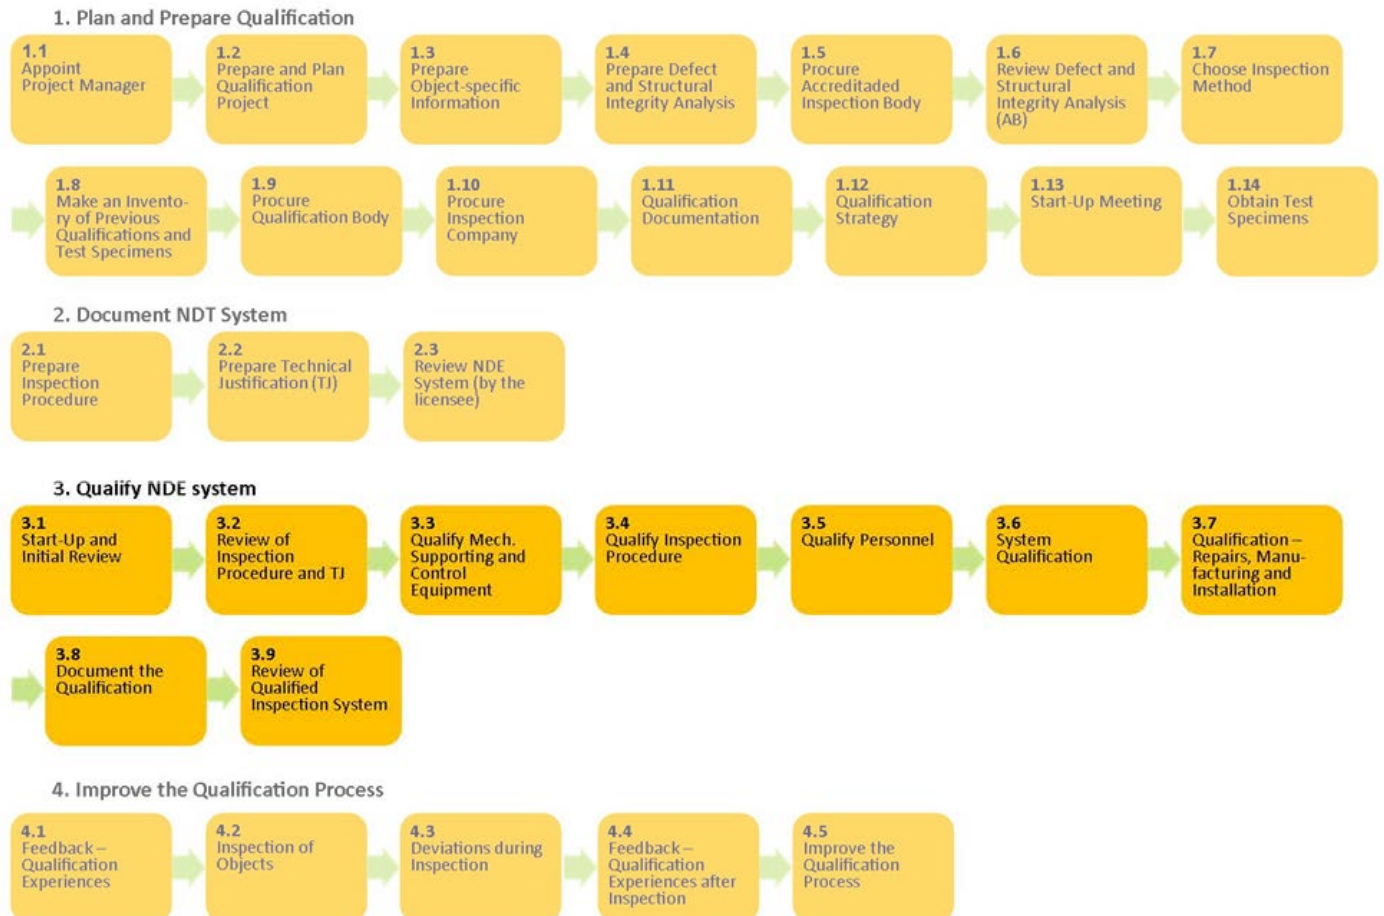 1. Plan and Prepare Qualification
1.1
Appoint
Project Manager
1.2
Prepare and Plan
Qualification
Project
1.3
Prepare
Object-specific
Information
1.4
Prepare Defect
and Structural
Integrity Analysis
1.5
Procure
Accreditaded
Inspection Body
1.6
Review Defect and
Structural
Integrity Analysis
(AB)
1.7
Choose Inspection
Method
1.8
Make an Invento-
ry of Previous
Qualifications and
Test Specimens
1.9
Procure
Qualification Body
1.10
Procure
Inspection
Company
1.11
Qualification
Documentation
1.12
Qualification
Strategy
1.13
Start-Up Meeting
1.14
Obtain Test
Specimens
2. Document NDT System
2.1
Prepare
Inspection
Procedure
2.2
Prepare Technical
Justification (TJ)
2.3
Review NDE
System (by the
licensee)
3. Qualify NDE system
3.1
Start-Up and
Initial Review
3.2
Review of
Inspection
Procedure and TJ
3.3
Qualify Mech.
Supporting and
Control
Equipment
3.4
Qualify Inspection
Procedure
3.5
Qualify Personnel
3.6
System
Qualification
3.7
Qualification –
Repairs, Manu-
facturing and
Installation
3.8
Document the
Qualification
3.9
Review of
Qualified
Inspection System
4. Improve the Qualification Process
4.1
Feedback –
Qualification
Experiences
4.2
Inspection of
Objects
4.3
Deviations during
Inspection
4.4
Feedback –
Qualification
Experiences after
Inspection
4.5
Improve the
Qualification
Process